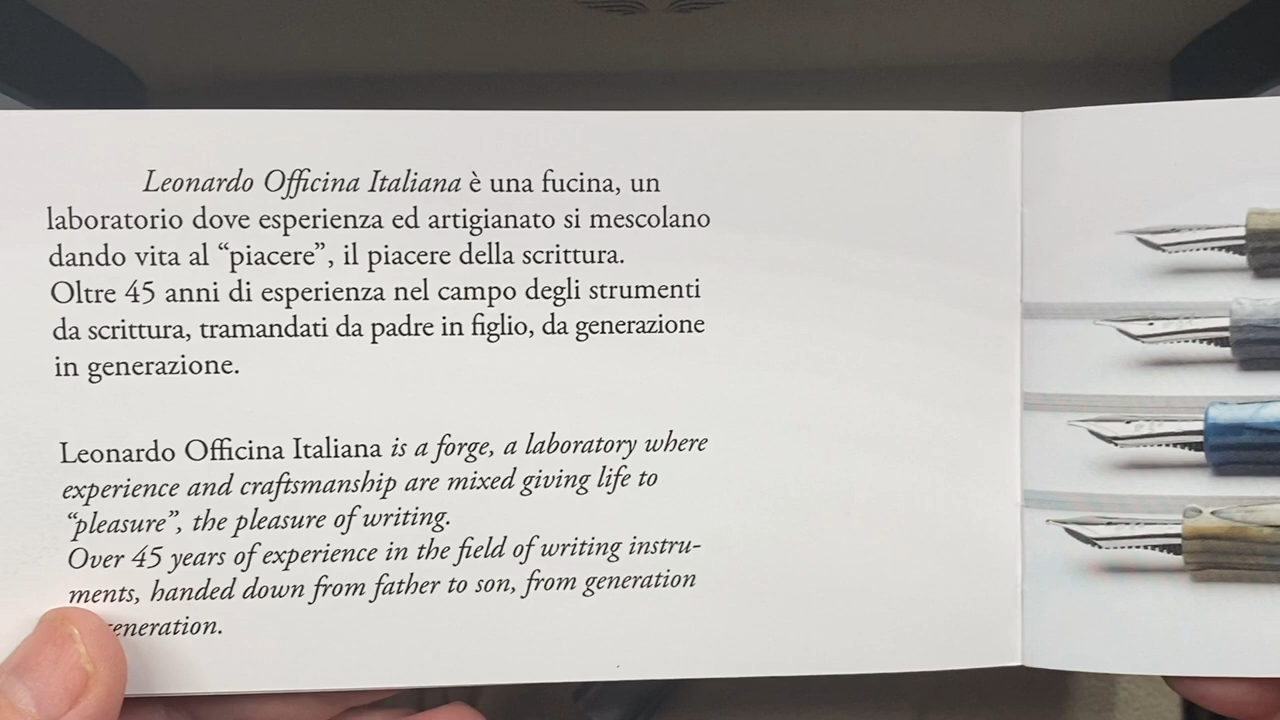 Leonardo Officina Italiana è una fucina, un
laboratorio dove esperienza ed artigianato si mescolano
dando vita al “piacere”, il piacere della scrittura.
Oltre 45 anni di esperienza nel campo degli strumenti
da scrittura, tramandati da padre in figlio, da generazione
in generazione.
Leonardo Officina Italiana is a forge, a laboratory where
experience and craftsmanship are mixed giving life to
“pleasure”, the pleasure of writing.
Over 45 years of experience in the field of writing instru-
ments, handed down from father to son, from generation
eneration.